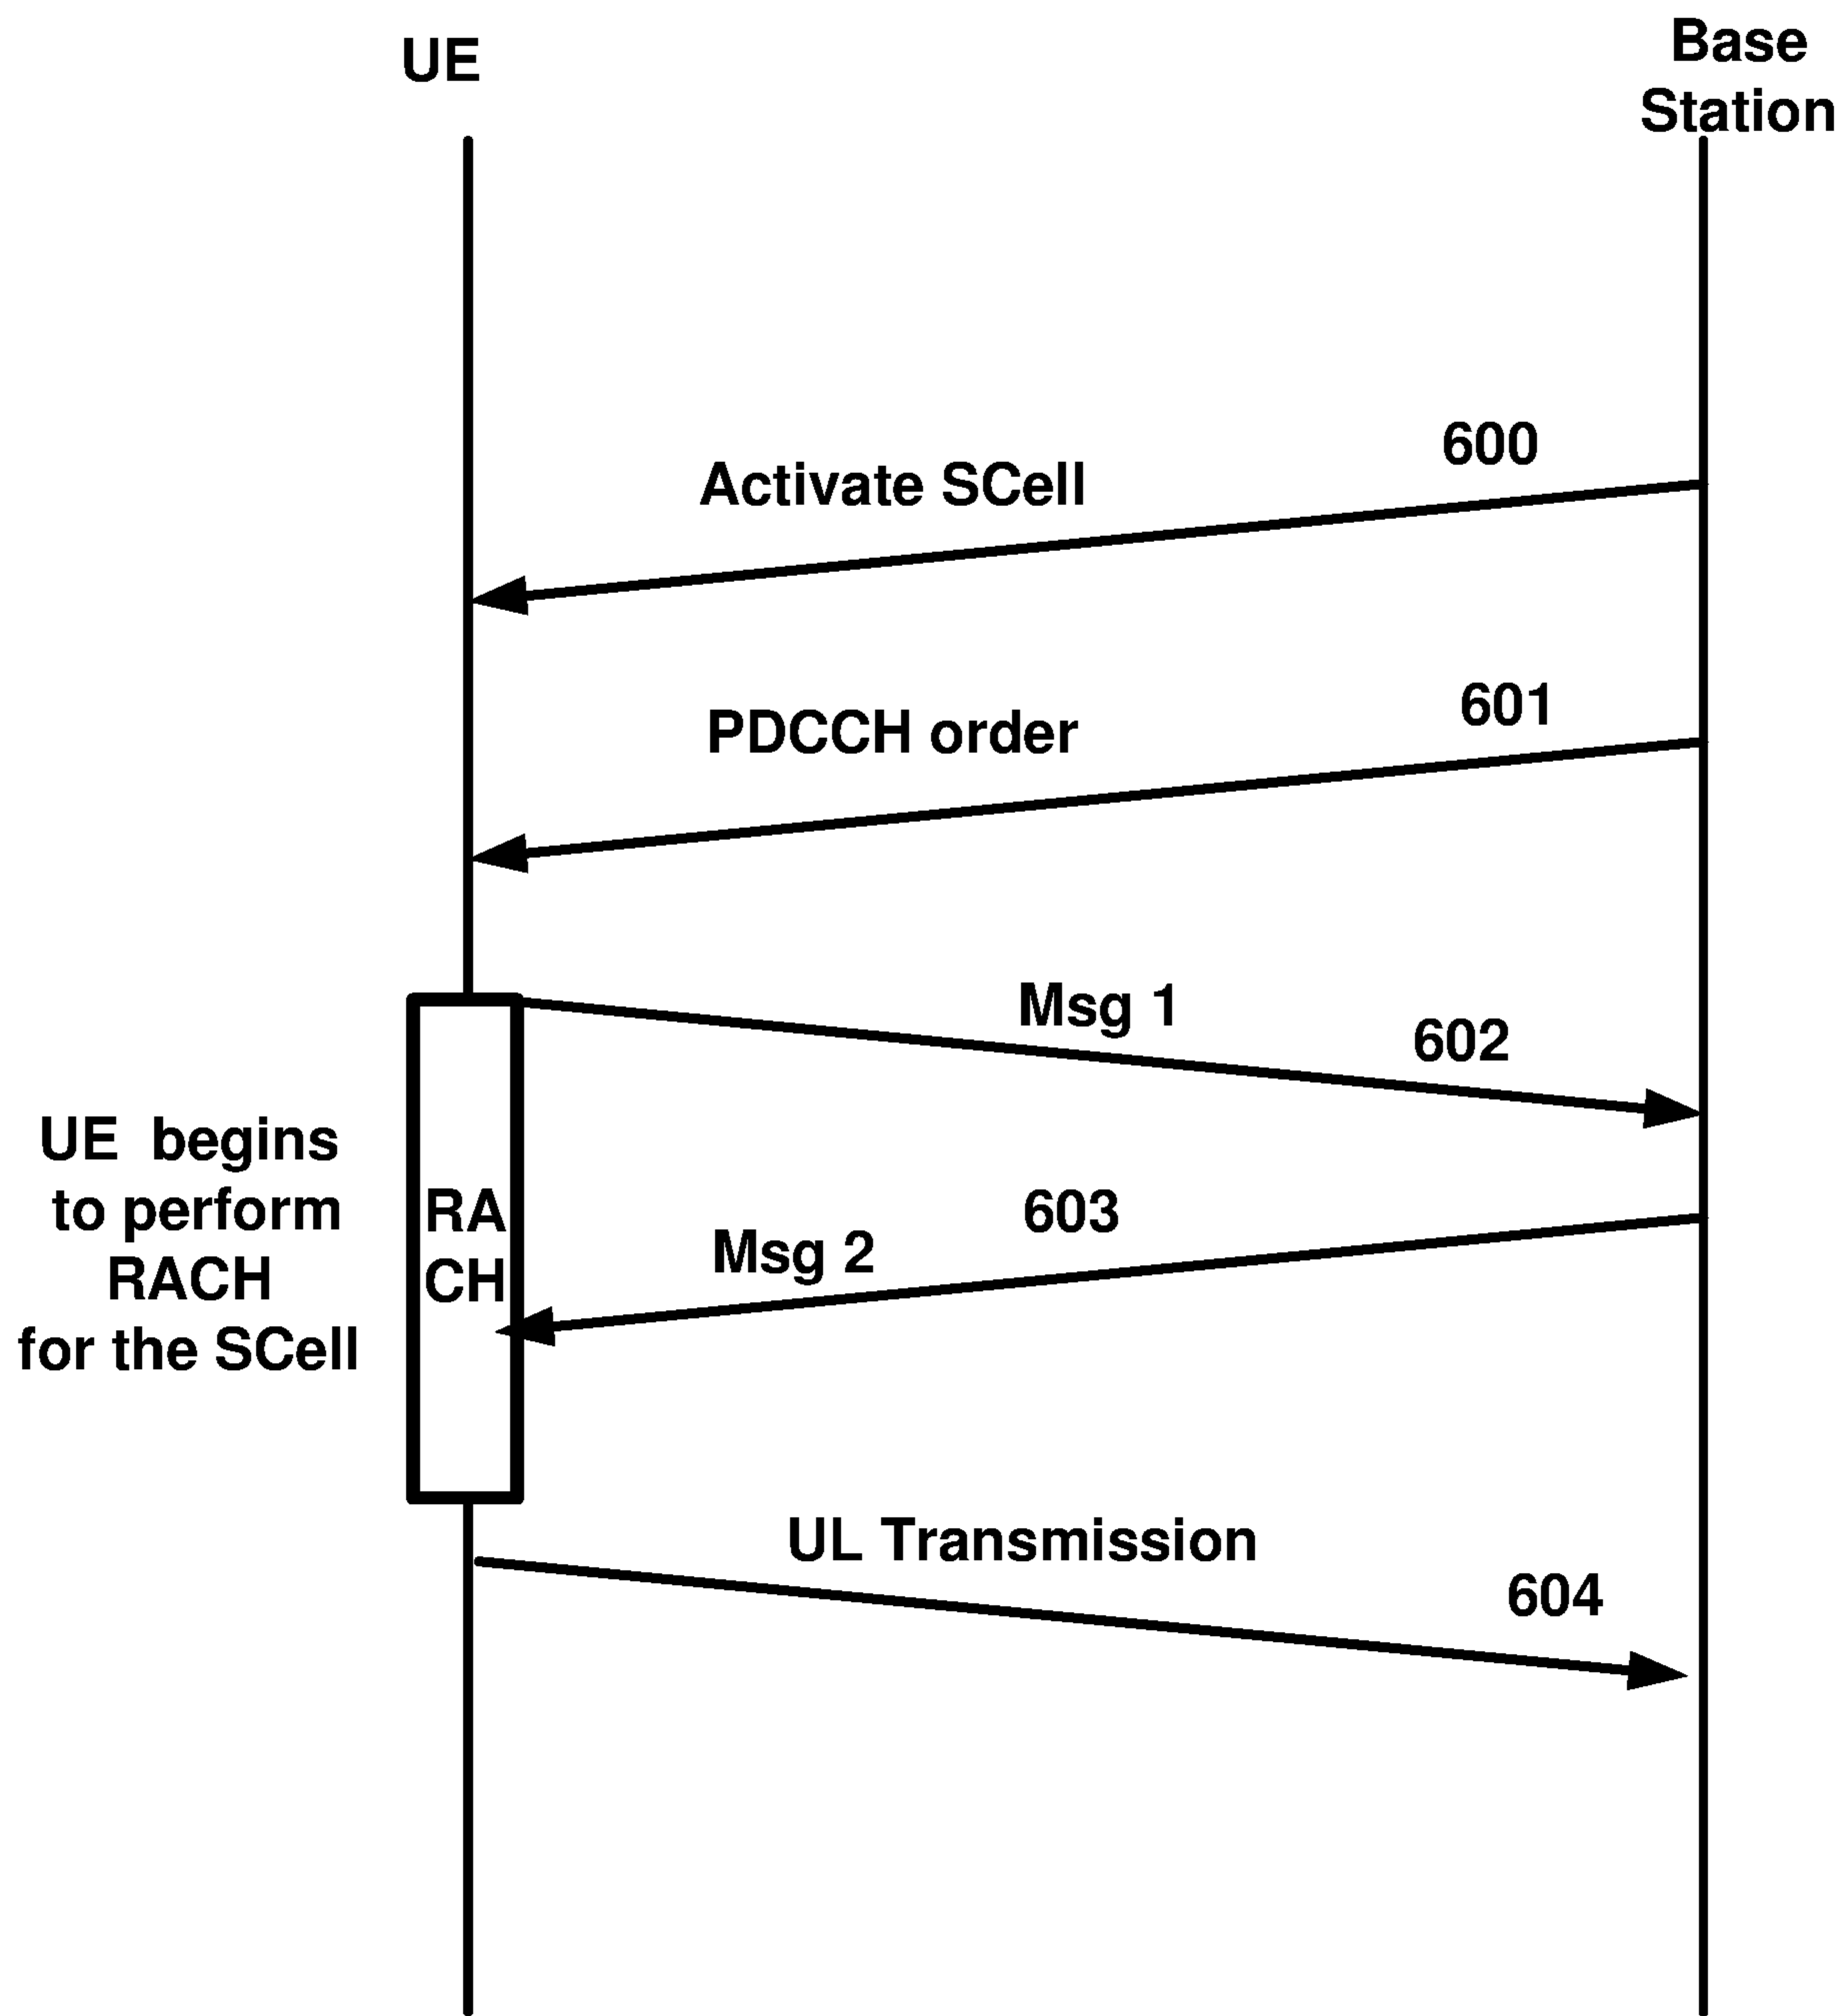 UE
Base
Station
600
Activate SCell
601
PDCCH order
Msg 1
602
UE begins
to perform
RACH
for the SCell
RA
CH
603
Msg 2
UL Transmission
604